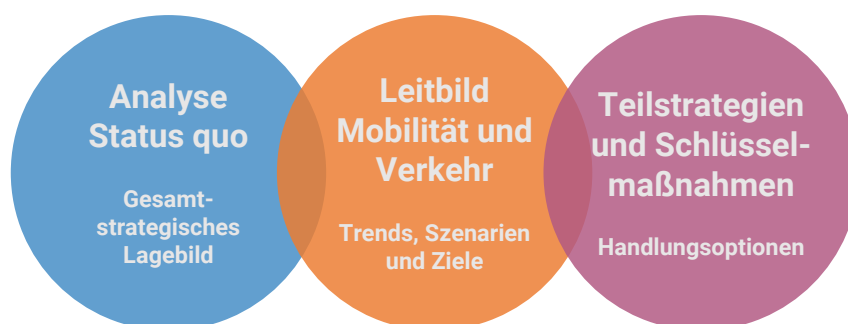 Analyse
Status quo
Gesamt-
strategisches
Lagebild
Leitbild
Mobilität und
Verkehr
Trends, Szenarien
und Ziele
Teilstrategien
und Schlüssel-
maßnahmen
Handlungsoptionen